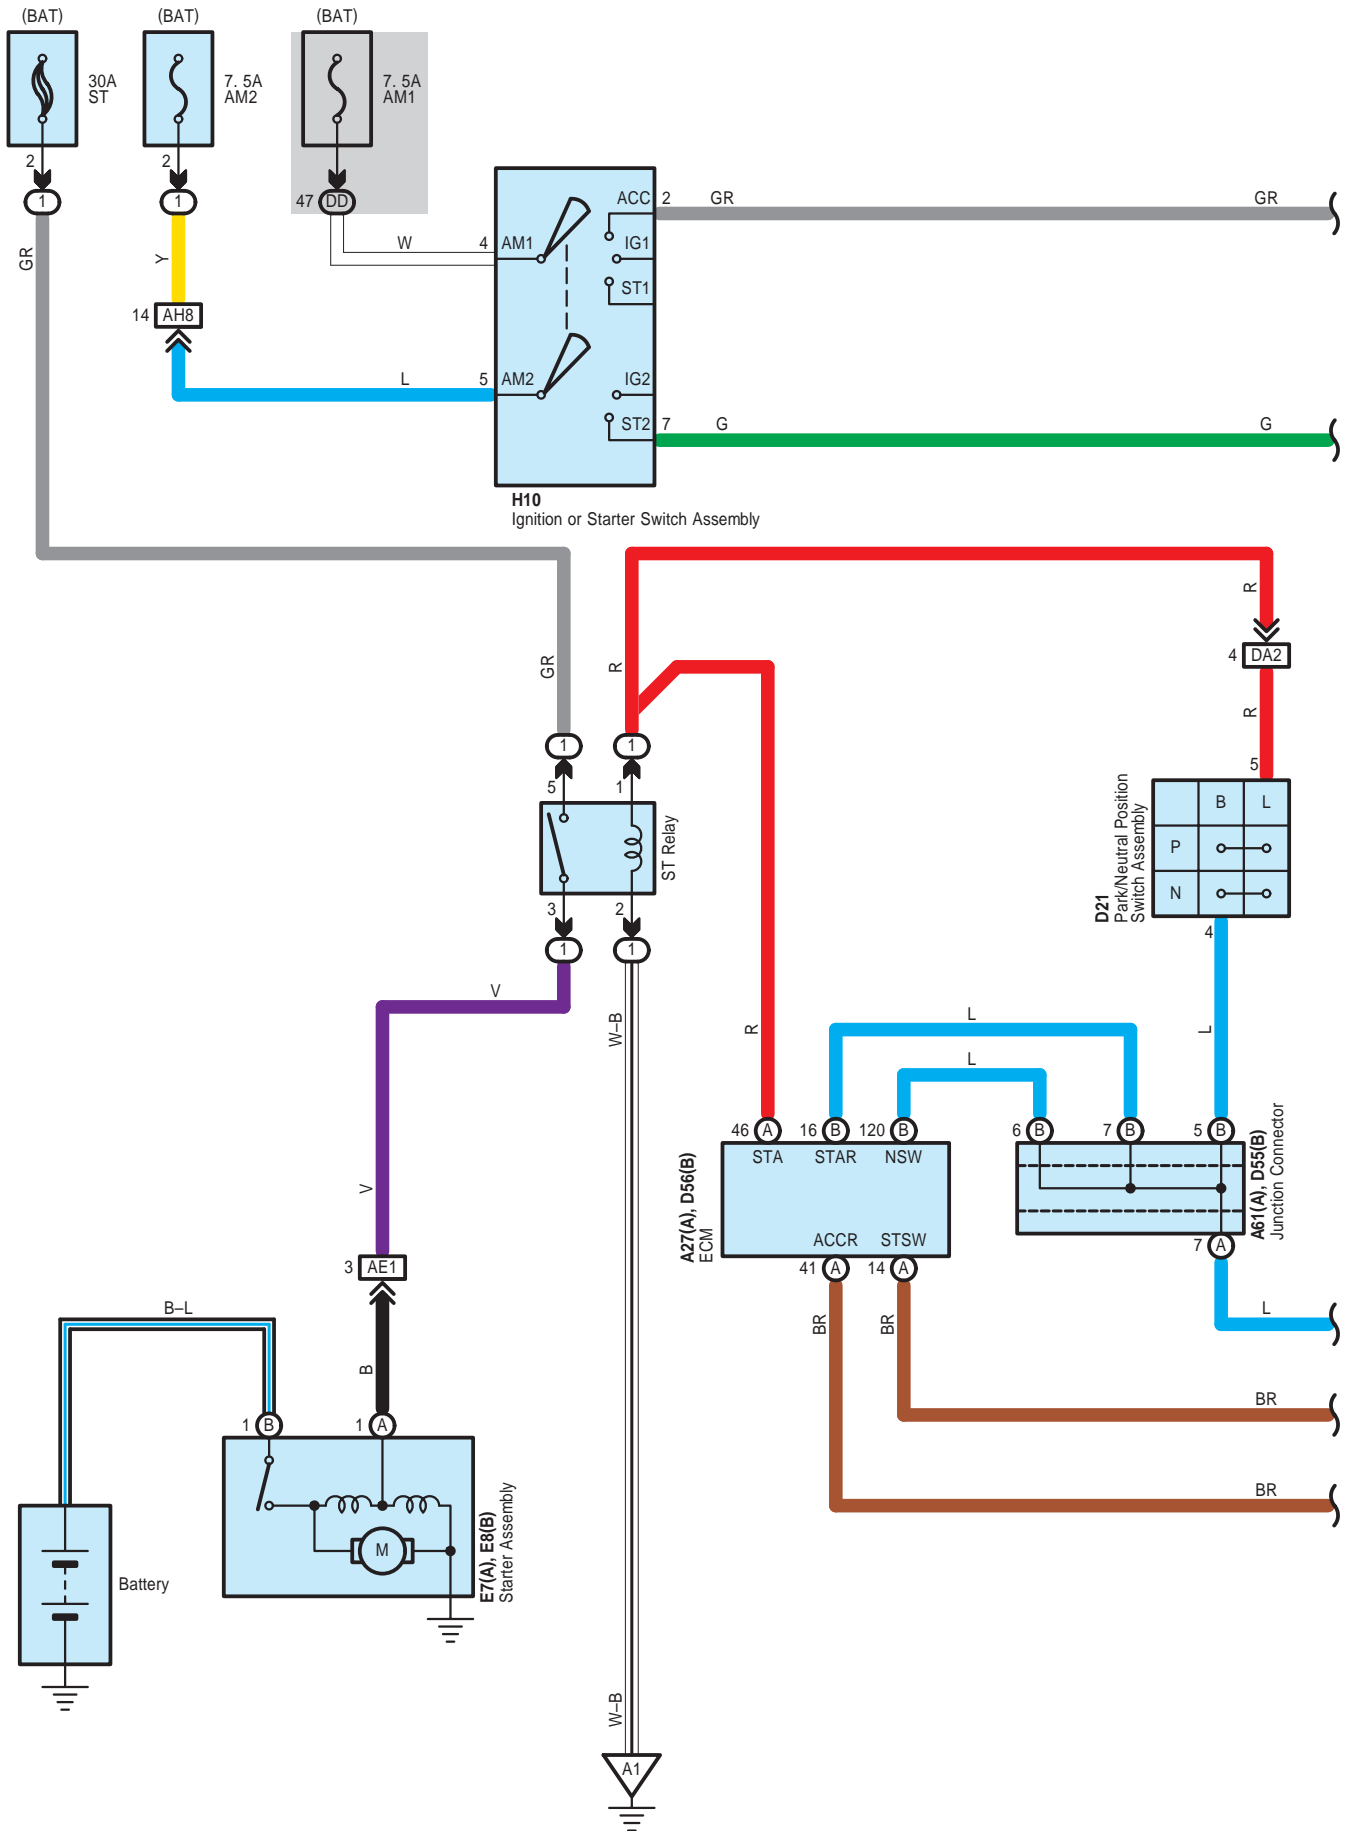 (BAT)
(BAT)
(BAT)
30A
ST
7. 5A
AM2
7. 5A
AM1
2
2
1
1
47 DD
GR
Y
W
14 AH8
L
4 AM1
5 AM2
ACC 2
IG1
ST1
IG2
ST2 7
GR
GR
G
G
H10
Ignition or Starter Switch Assembly
GR
R
R
4 DA2
R
5
1
1
5
1
ST Relay
3
2
1
1
B
L
P
N
D21
Park/Neutral Position
Switch Assembly
4
V
W–B
R
L
L
L
46 A
16 B
120 B
6 B
7 B
5 B
STA
STAR
NSW
ACCR
STSW
A27(A), D56(B)
ECM
A61(A), D55(B)
Junction Connector
7 A
41 A
14 A
V
3 AE1
BR
BR
L
B–L
B
BR
1 B
1 A
BR
M
E7(A), E8(B)
Starter Assembly
Battery
W–B
A1